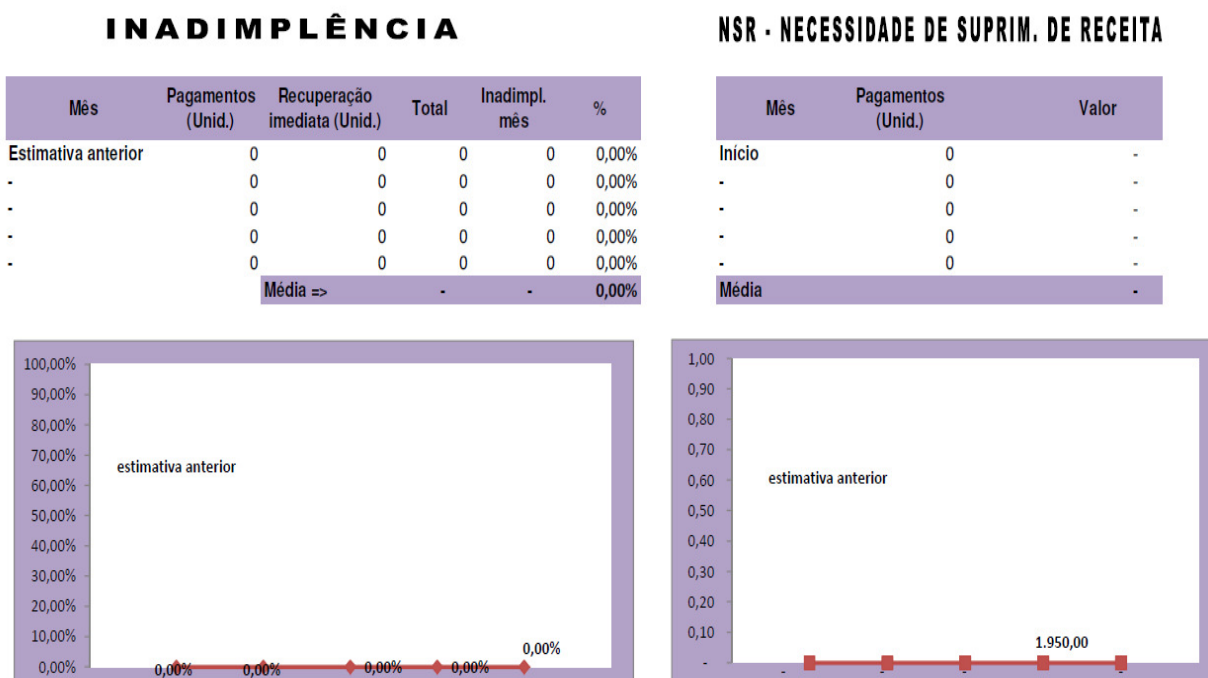 INADIMPLÊNCIA
Mês Pagamentos (Unid.) Recuperação imediata (Unid.) Total Inadimpl. mês %
Estimativa anterior 0 0 0 0 0,00%
- 0 0 0 0 0,00%
- 0 0 0 0 0,00%
- 0 0 0 0 0,00%
- 0 0 0 0 0,00%
Média => - - 0,00%
NSR - NECESSIDADE DE SUPRIM. DE RECEITA
Mês Pagamentos (Unid.) Valor
Início 0 -
- 0 -
- 0 -
- 0 -
- 0 -
Média -
100,00%
90,00%
80,00%
70,00%
60,00%
50,00%
40,00%
30,00%
20,00%
10,00%
0,00%
estimativa anterior
0,00% 0,00% 0,00% 0,00% 0,00%
1,00
0,90
0,80
0,70
0,60
0,50
0,40
0,30
0,20
0,10
-
estimativa anterior
1.950,00
- - - -